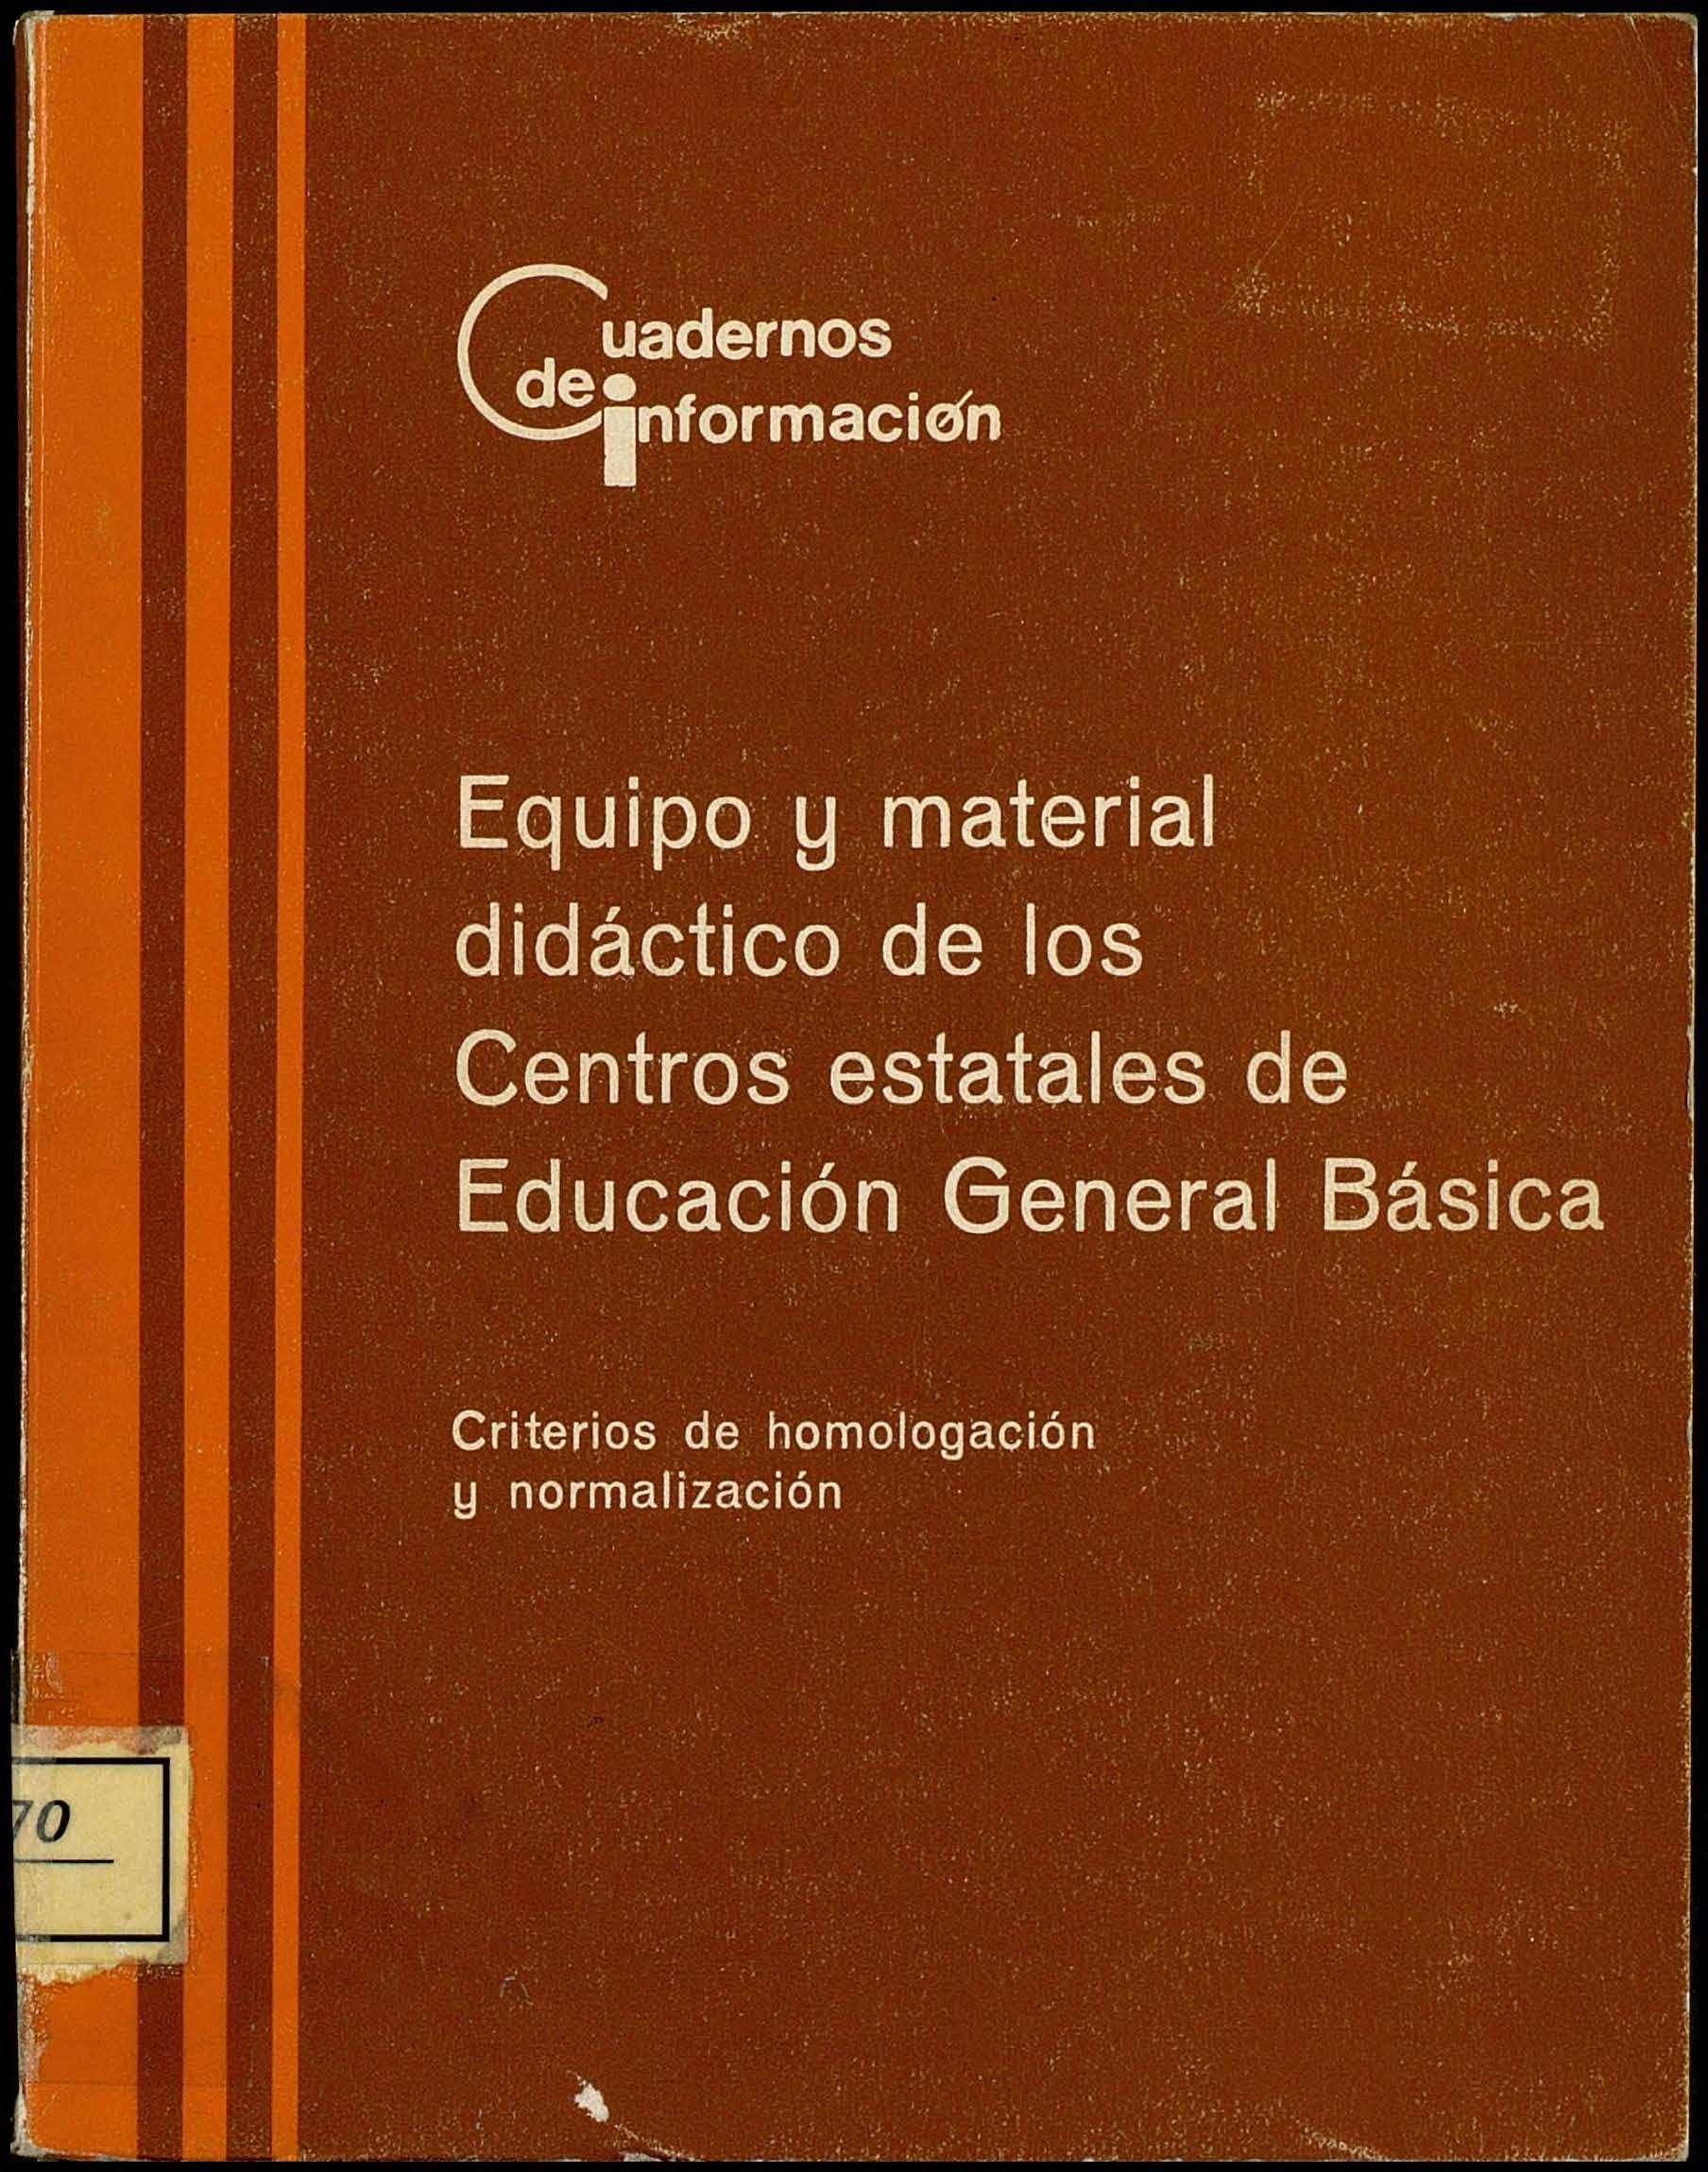 Cuadernos
de información
Equipo y material
didáctico de los
Centros estatales de
Educación General Básica
Criterios de homologación
y normalización
70